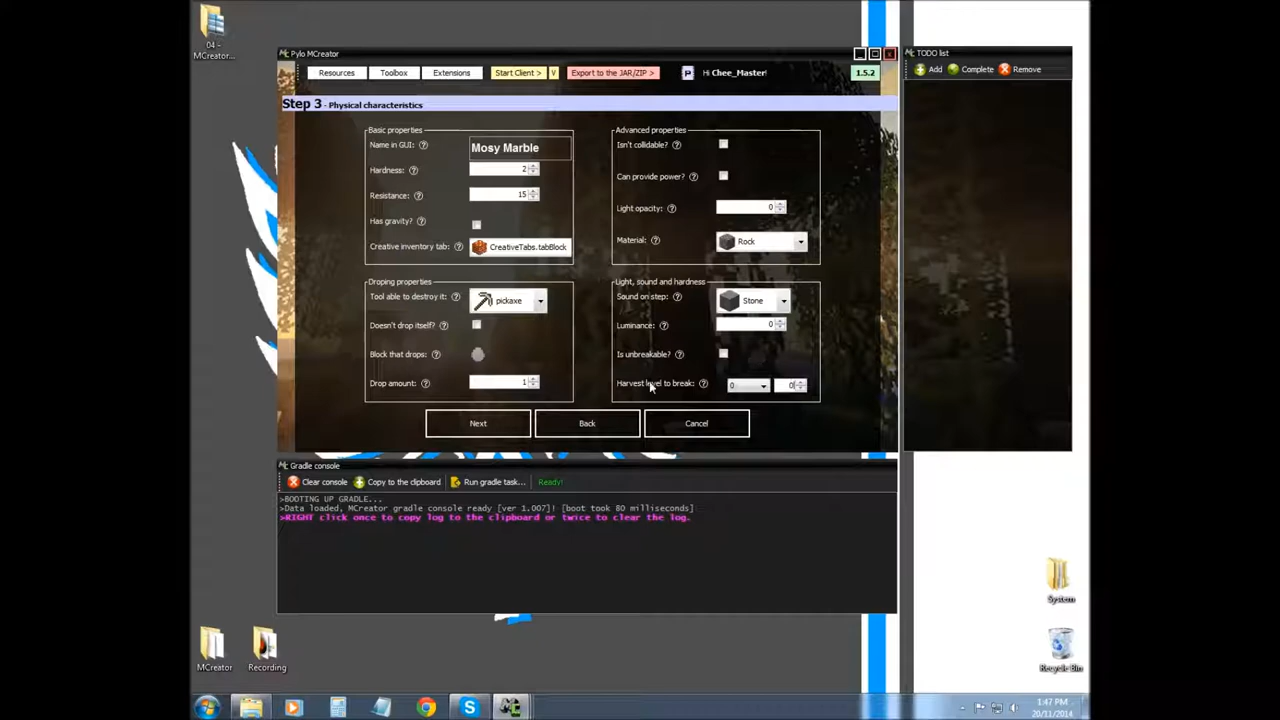 04 -
MCreator...
Pylo MCreator
TODO list
Resources
Toolbox
Extensions
Start Client >
V
Export to the JAR/ZIP >
P
Hi Chee_Master!
1.5.2
Add
Complete
Remove
Step 3 - Physical characteristics
Basic properties
Name in GUI: ?
Mosy Marble
Hardness: ?
2
Resistance: ?
15
Has gravity? ?
Creative inventory tab: ?
CreativeTabs.tabBlock
Advanced properties
Isn't collidable? ?
Can provide power? ?
Light opacity: ?
0
Material: ?
Rock
Droping properties
Tool able to destroy it: ?
pickaxe
Doesn't drop itself? ?
Block that drops: ?
Drop amount: ?
1
Light, sound and hardness
Sound on step: ?
Stone
Luminance: ?
0
Is unbreakable? ?
Harvest level to break: ?
0
0
Next
Back
Cancel
Gradle console
Clear console
Copy to the clipboard
Run gradle task...
Ready!
>BOOTING UP GRADLE...
>Data loaded, MCreator gradle console ready [ver 1.007]! [boot took 80 milliseconds]
>RIGHT click once to copy log to the clipboard or twice to clear the log.
System
MCreator
Recording
Recycle Bin
1:47 PM
20/11/2014